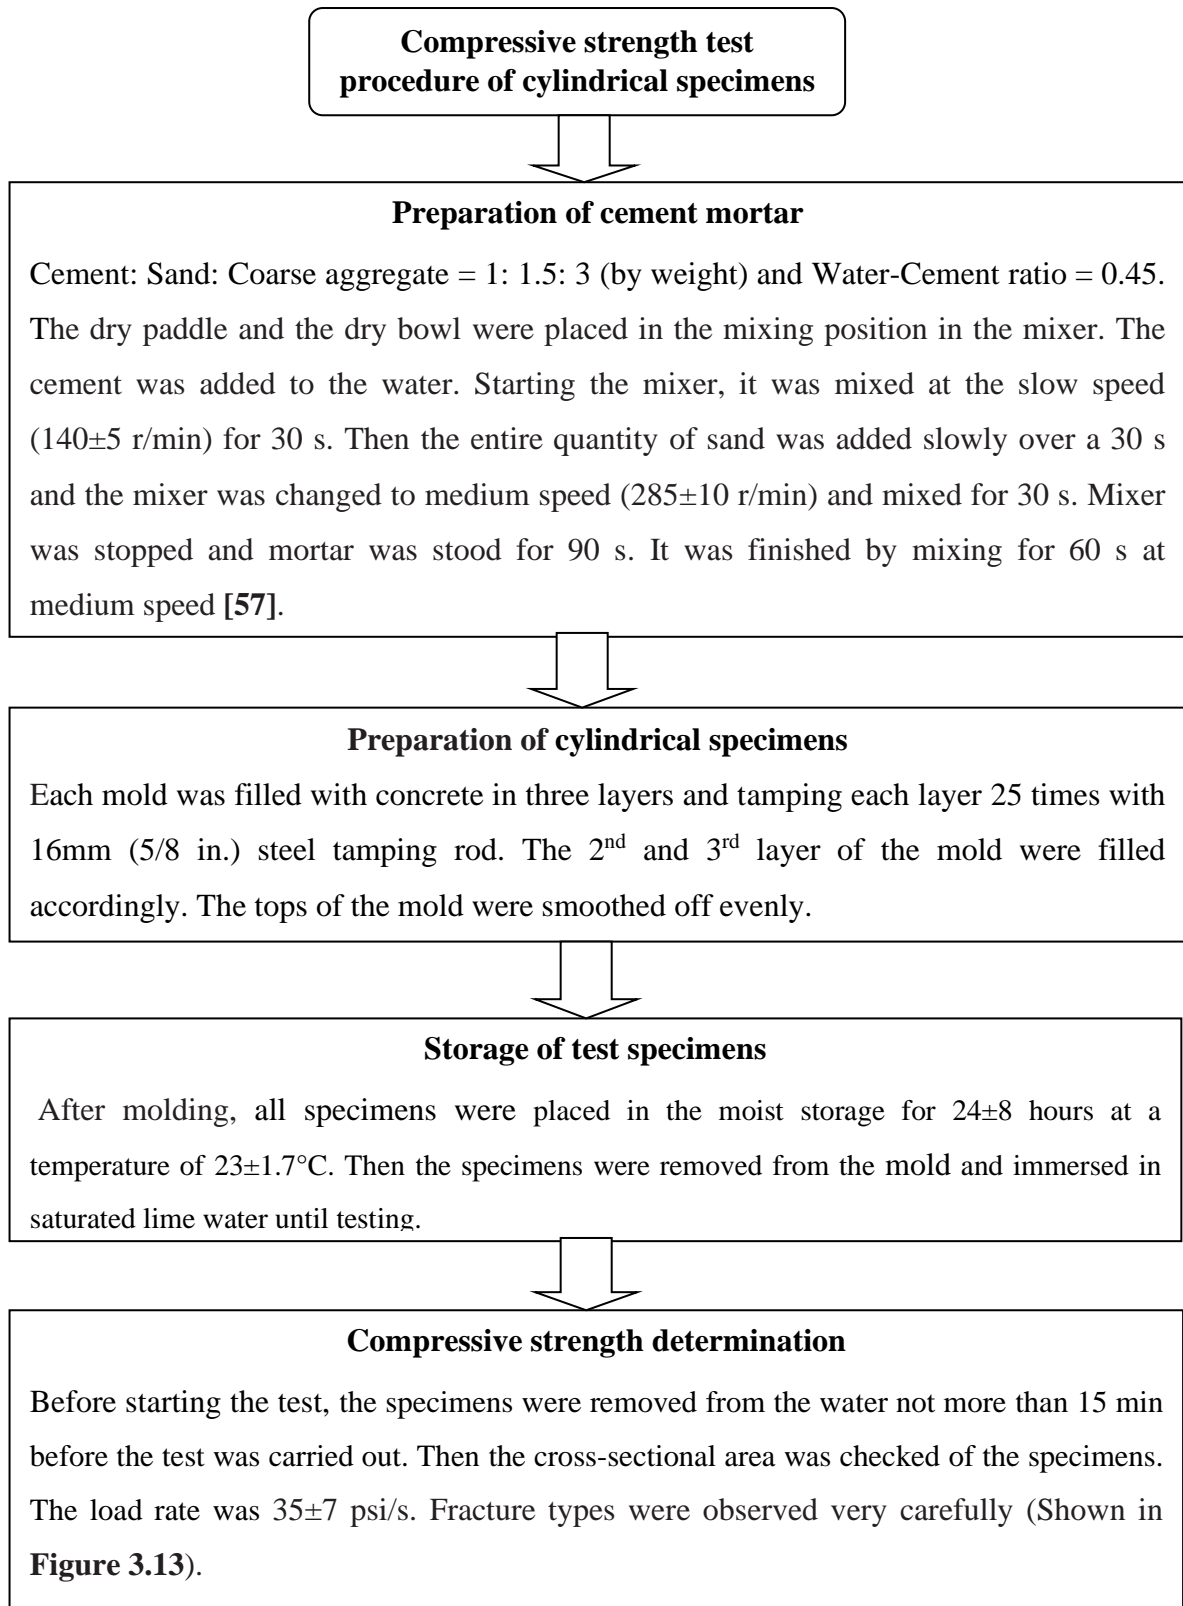 Compressive strength test
procedure of cylindrical specimens
Preparation of cement mortar
Cement: Sand: Coarse aggregate = 1: 1.5: 3 (by weight) and Water-Cement ratio = 0.45.
The dry paddle and the dry bowl were placed in the mixing position in the mixer. The
cement was added to the water. Starting the mixer, it was mixed at the slow speed
(140±5 r/min) for 30 s. Then the entire quantity of sand was added slowly over a 30 s
and the mixer was changed to medium speed (285±10 r/min) and mixed for 30 s. Mixer
was stopped and mortar was stood for 90 s. It was finished by mixing for 60 s at
medium speed [57].
Preparation of cylindrical specimens
Each mold was filled with concrete in three layers and tamping each layer 25 times with
16mm (5/8 in.) steel tamping rod. The 2nd and 3rd layer of the mold were filled
accordingly. The tops of the mold were smoothed off evenly.
Storage of test specimens
After molding, all specimens were placed in the moist storage for 24±8 hours at a
temperature of 23±1.7°C. Then the specimens were removed from the mold and immersed in
saturated lime water until testing.
Compressive strength determination
Before starting the test, the specimens were removed from the water not more than 15 min
before the test was carried out. Then the cross-sectional area was checked of the specimens.
The load rate was 35±7 psi/s. Fracture types were observed very carefully (Shown in
Figure 3.13).